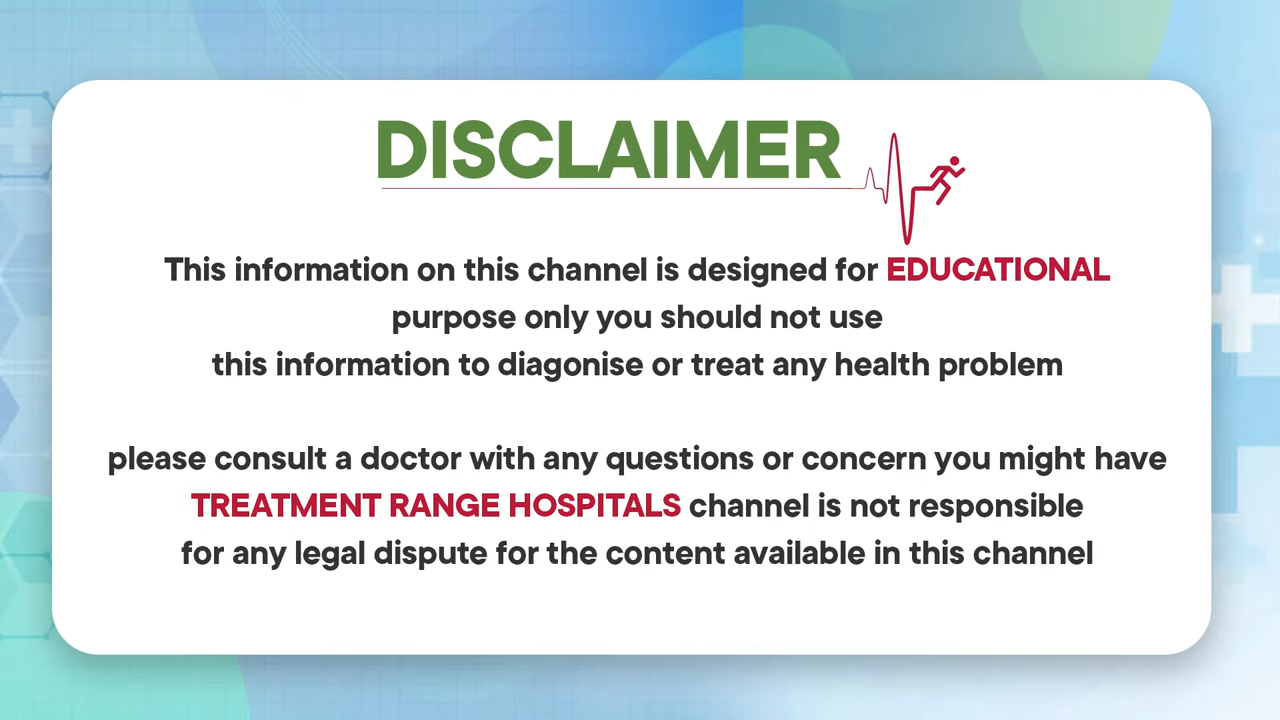 DISCLAIMER
This information on this channel is designed for EDUCATIONAL
purpose only you should not use
this information to diagonise or treat any health problem
please consult a doctor with any questions or concern you might have
TREATMENT RANGE HOSPITALS channel is not responsible
for any legal dispute for the content available in this channel